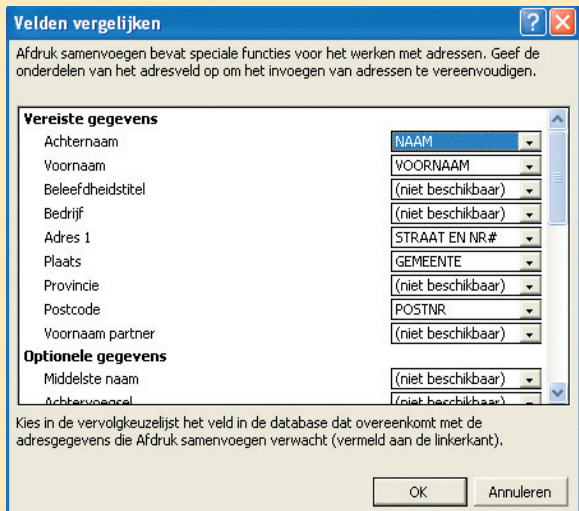 Velden vergelijken
Afdruk samenvoegen bevat speciale functies voor het werken met adressen. Geef de
onderdelen van het adresveld op om het invoegen van adressen te vereenvoudigen.
Vereiste gegevens
Achternaam NAAM
Voornaam VOORNAAM
Beleefdheidstitel (niet beschikbaar)
Bedrijf (niet beschikbaar)
Adres 1 STRAAT EN NR#
Plaats GEMEENTE
Provincie (niet beschikbaar)
Postcode POSTNR
Voornaam partner (niet beschikbaar)
Optionele gegevens
Middelste naam (niet beschikbaar)
Achtervoegsel (niet beschikbaar)
Kies in de vervolgkeuzelijst het veld in de database dat overeenkomt met de
adresgegevens die Afdruk samenvoegen verwacht (vermeld aan de linkerkant).
OK Annuleren